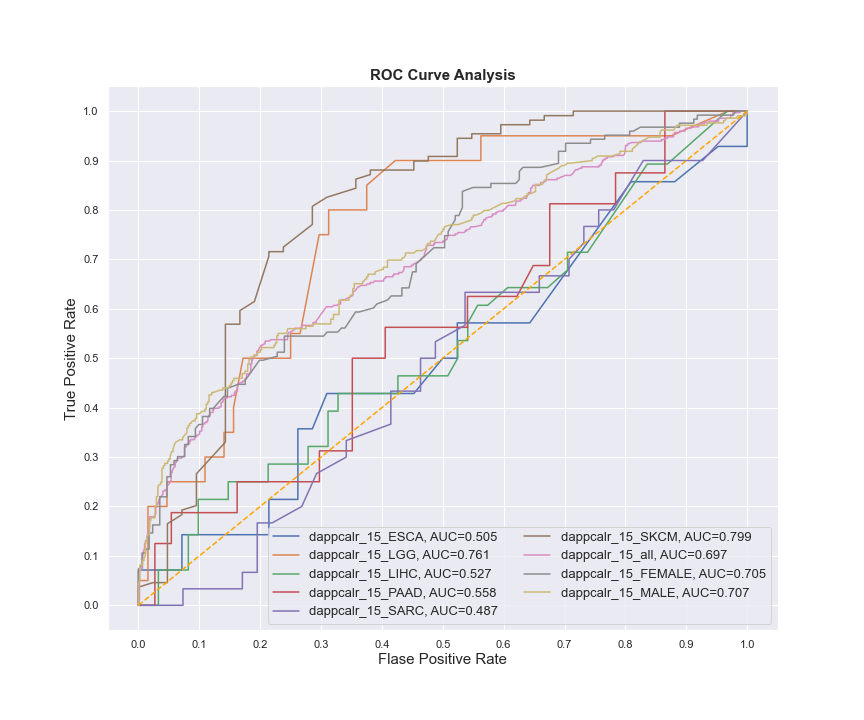 ROC Curve Analysis
True Positive Rate
1.0
0.9
0.8
0.7
0.6
0.5
0.4
0.3
0.2
0.1
0.0
dappcalr_15_ESCA, AUC=0.505
dappcalr_15_LGG, AUC=0.761
dappcalr_15_LIHC, AUC=0.527
dappcalr_15_PAAD, AUC=0.558
dappcalr_15_SARC, AUC=0.487
dappcalr_15_SKCM, AUC=0.799
dappcalr_15_all, AUC=0.697
dappcalr_15_FEMALE, AUC=0.705
dappcalr_15_MALE, AUC=0.707
0.0 0.1 0.2 0.3 0.4 0.5 0.6 0.7 0.8 0.9 1.0
Flase Positive Rate